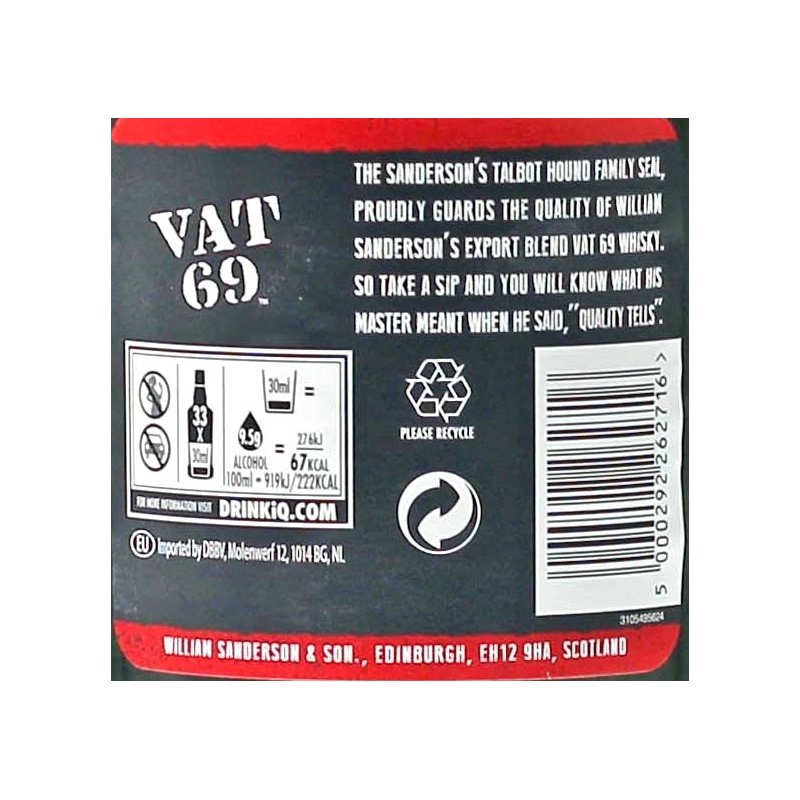 THE SANDERSON'S TALBOT HOUND FAMILY SEAL,
PROUDLY GUARDS THE QUALITY OF WILLIAM
SANDERSON'S EXPORT BLEND VAT 69 WHISKY.
SO TAKE A SIP AND YOU WILL KNOW WHAT HIS
MASTER MEANT WHEN HE SAID, "QUALITY TELLS".
VAT
69™
33
X
30ml
30ml =
9.5g
ALCOHOL
= 276kJ
67KCAL
100ml = 919kJ/222KCAL
FOR MORE INFORMATION VISIT DRINKiQ.COM
EU Imported by DBBV, Molenwerf 12, 1014 BG, NL
PLEASE RECYCLE
5 000292 262716 >
3105495624
WILLIAM SANDERSON & SON., EDINBURGH, EH12 9HA, SCOTLAND